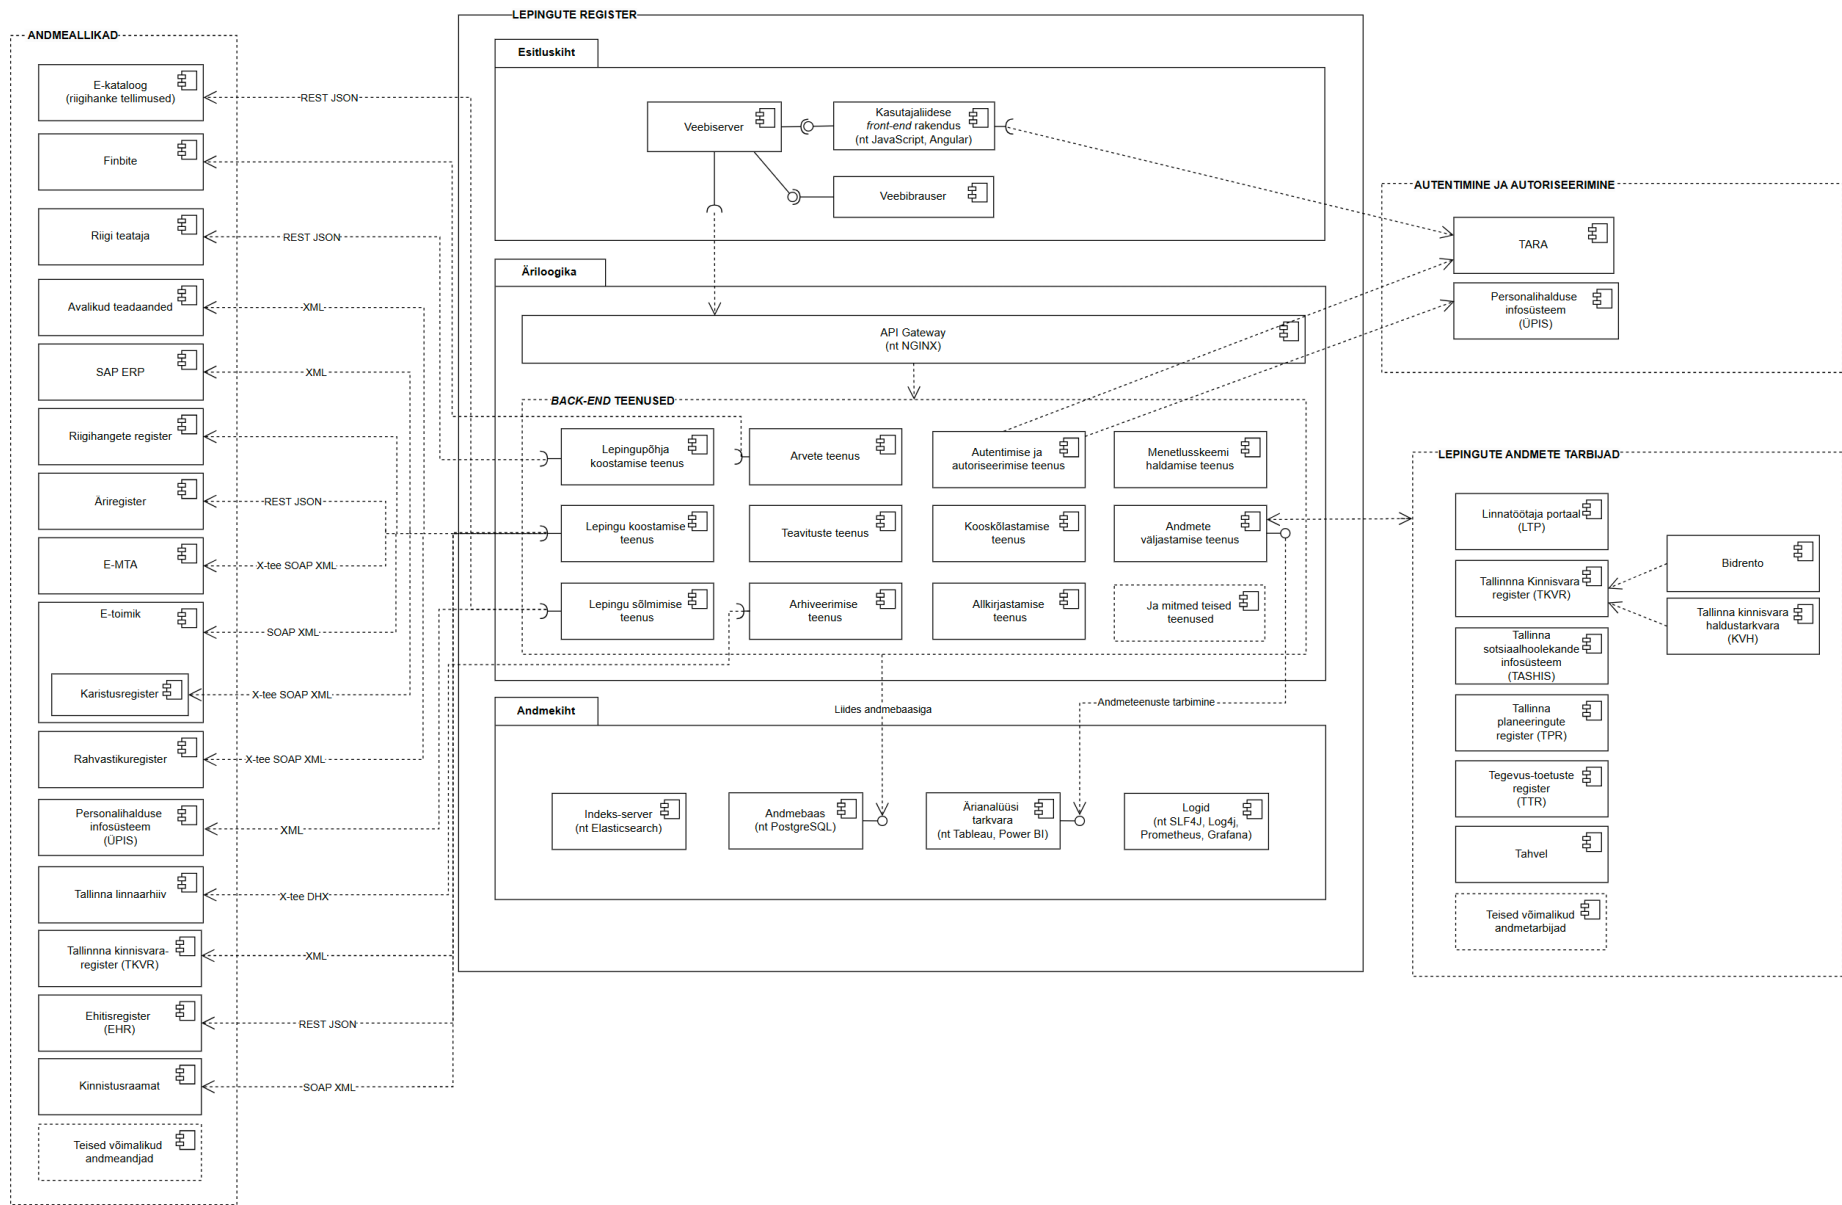 ANDMEALLIKAD
E-kataloog
(riigihanke tellimused)
Finbite
Riigi teataja
Avalikud teadaanded
SAP ERP
Riigihangete register
Äriregister
E-MTA
E-toimik
Karistusregister
Rahvastikuregister
Personalihalduse
infosüsteem
(ÜPIS)
Tallinna linnaarhiiv
Tallinnna kinnisvara-
register (TKVR)
Ehitisregister
(EHR)
Kinnistusraamat
Teised võimalikud
andmeandjad
REST JSON
REST JSON
XML
XML
REST JSON
X-tee SOAP XML
SOAP XML
X-tee SOAP XML
X-tee SOAP XML
XML
X-tee DHX
XML
REST JSON
SOAP XML
LEPINGUTE REGISTER
Esitluskiht
Veebiserver
Kasutajaliidese
front-end rakendus
(nt JavaScript, Angular)
Veebibrauser
Äriloogika
API Gateway
(nt NGINX)
BACK-END TEENUSED
Lepingupõhja
koostamise teenus
Arvete teenus
Autentimise ja
autoriseerimise teenus
Menetlusskeemi
haldamise teenus
Lepingu koostamise
teenus
Teavituste teenus
Kooskõlastamise
teenus
Andmete
väljastamise teenus
Lepingu sõlmimise
teenus
Arhiveerimise
teenus
Allkirjastamise
teenus
Ja mitmed teised
teenused
Andmekiht
Liides andmebaasiga
Andmeteenuste tarbimine
Indeks-server
(nt Elasticsearch)
Andmebaas
(nt PostgreSQL)
Ärianalüüsi
tarkvara
(nt Tableau, Power BI)
Logid
(nt SLF4J, Log4j,
Prometheus, Grafana)
AUTENTIMINE JA AUTORISEERIMINE
TARA
Personalihalduse
infosüsteem
(ÜPIS)
LEPINGUTE ANDMETE TARBIJAD
Linnatöötaja portaal
(LTP)
Tallinnna Kinnisvara
register (TKVR)
Bidrento
Tallinna kinnisvara
haldustarkvara
(KVH)
Tallinna
sotsiaalhoolekande
infosüsteem
(TASHIS)
Tallinna
planeeringute
register (TPR)
Tegevus-toetuste
register
(TTR)
Tahvel
Teised võimalikud
andmetarbijad